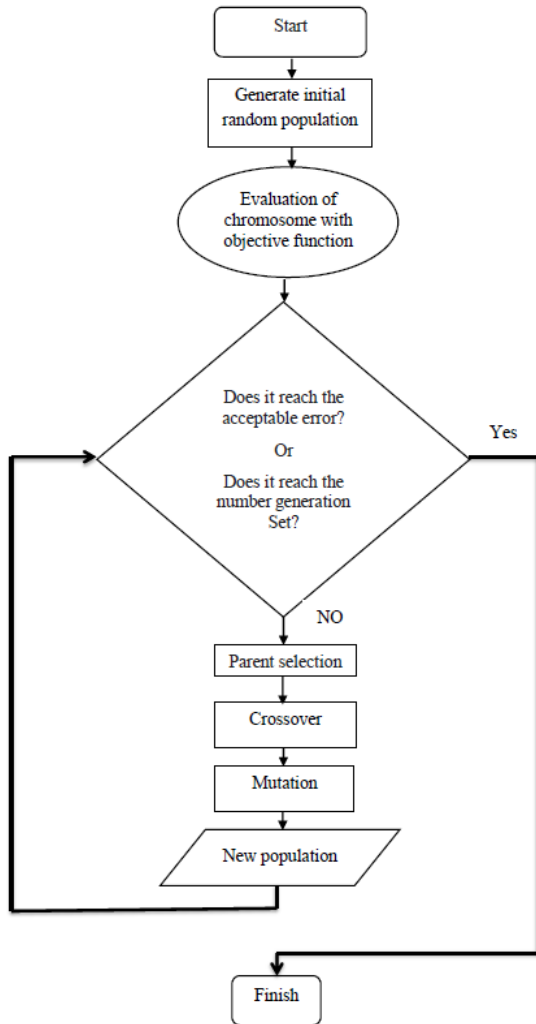 Start
Generate initial
random population
Evaluation of
chromosome with
objective function
Does it reach the
acceptable error?
Or
Does it reach the
number generation
Set?
Yes
NO
Parent selection
Crossover
Mutation
New population
Finish